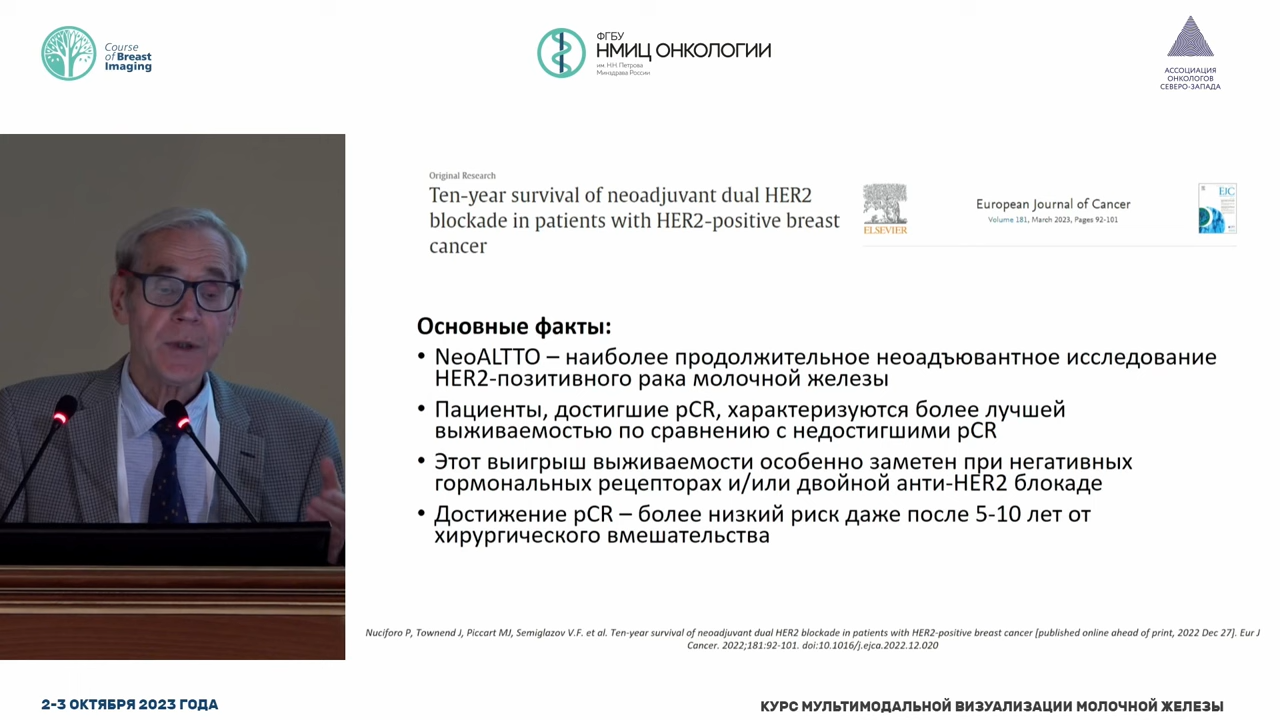 Course
of Breast
Imaging
ФГБУ
НМИЦ ОНКОЛОГИИ
им. Н.Н. Петрова
Минздрава России
АССОЦИАЦИЯ
ОНКОЛОГОВ
СЕВЕРО-ЗАПАДА
Original Research
Ten-year survival of neoadjuvant dual HER2
blockade in patients with HER2-positive breast
cancer
ELSEVIER
European Journal of Cancer
Volume 181, March 2023, Pages 92-101
EJC
Основные факты:
• NeoALTTO – наиболее продолжительное неоадъювантное исследование
HER2-позитивного рака молочной железы
• Пациенты, достигшие pCR, характеризуются более лучшей
выживаемостью по сравнению с недостигшими pCR
• Этот выигрыш выживаемости особенно заметен при негативных
гормональных рецепторах и/или двойной анти-HER2 блокаде
• Достижение pCR – более низкий риск даже после 5-10 лет от
хирургического вмешательства
Nuciforo P, Townend J, Piccart MJ, Semiglazov V.F. et al. Ten-year survival of neoadjuvant dual HER2 blockade in patients with HER2-positive breast cancer [published online ahead of print, 2022 Dec 27]. Eur J
Cancer. 2022;181:92-101. doi:10.1016/j.ejca.2022.12.020
2-3 ОКТЯБРЯ 2023 ГОДА
КУРС МУЛЬТИМОДАЛЬНОЙ ВИЗУАЛИЗАЦИИ МОЛОЧНОЙ ЖЕЛЕЗЫ